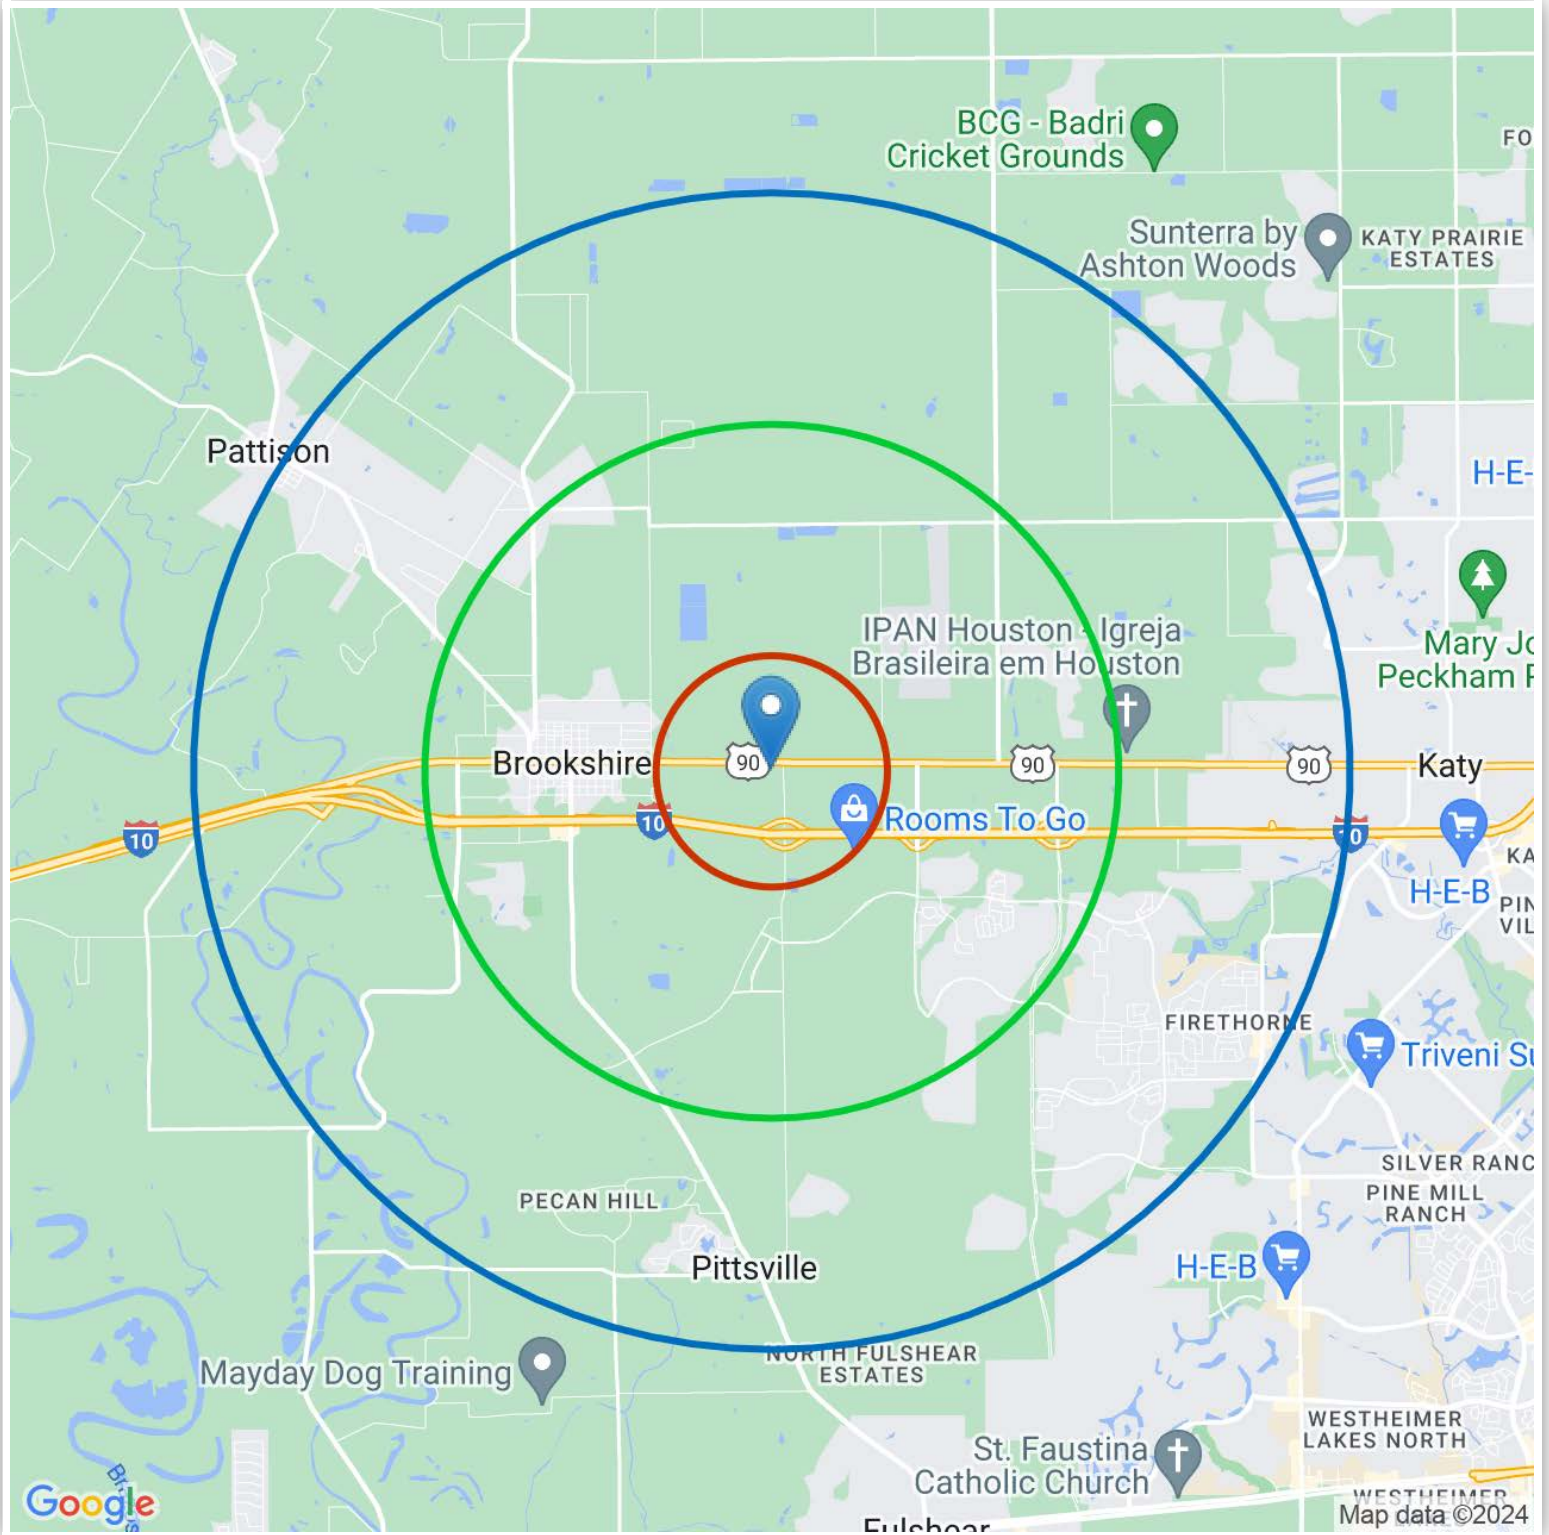 BCG - Badri
Cricket Grounds
FO
Sunterra by
Ashton Woods
KATY PRAIRIE
ESTATES
Pattison
H-E-
IPAN Houston - Igreja
Brasileira em Houston
Mary Jo
Peckham P
Brookshire
90
90
90
Katy
10
10
Rooms To Go
10
KA
H-E-B
PIN
VIL
FIRETHORNE
Triveni Su
SILVER RANC
PECAN HILL
PINE MILL
RANCH
Pittsville
H-E-B
NORTH FULSHEAR
ESTATES
Mayday Dog Training
WESTHEIMER
LAKES NORTH
St. Faustina
Catholic Church
Google
WESTHEIMER
Map data ©2024
Fulshear